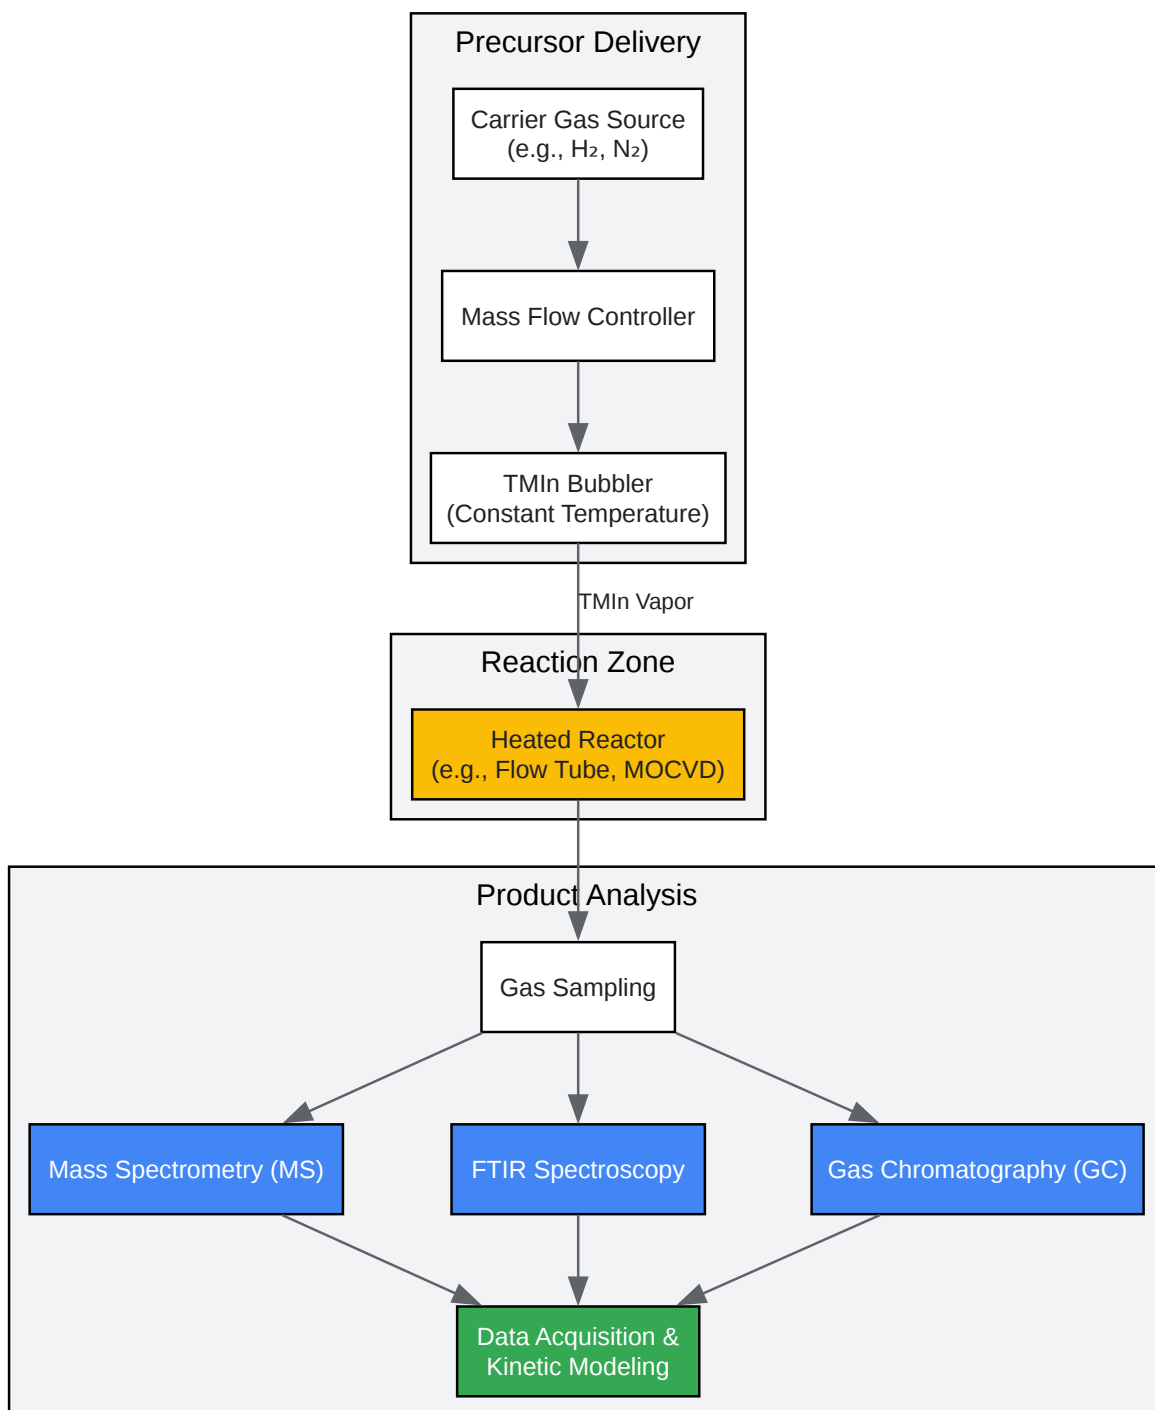 Precursor Delivery
Carrier Gas Source
(e.g., H₂, N₂)
Mass Flow Controller
TMIn Bubbler
(Constant Temperature)
TMIn Vapor
Reaction Zone
Heated Reactor
(e.g., Flow Tube, MOCVD)
Product Analysis
Gas Sampling
Mass Spectrometry (MS)
FTIR Spectroscopy
Gas Chromatography (GC)
Data Acquisition &
Kinetic Modeling